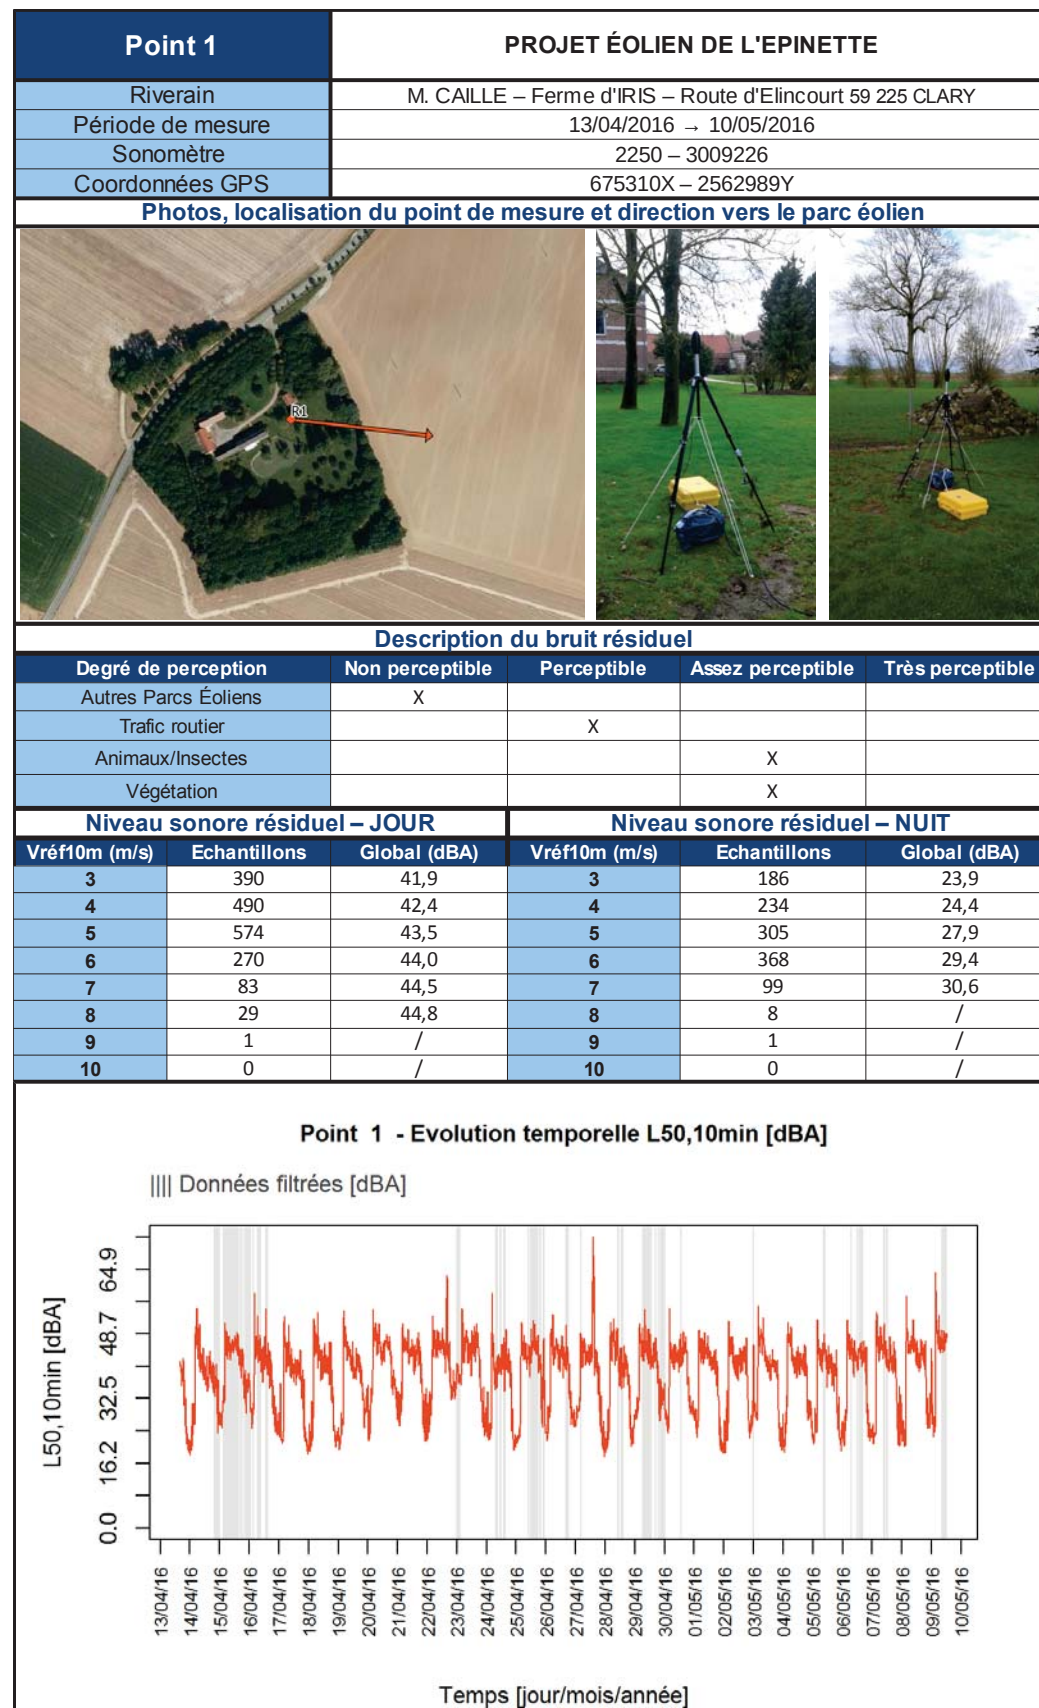 Point 1 PROJET ÉOLIEN DE L'EPINETTE
Riverain M. CAILLE – Ferme d'IRIS – Route d'Elincourt 59 225 CLARY
Période de mesure 13/04/2016 → 10/05/2016
Sonomètre 2250 – 3009226
Coordonnées GPS 675310X – 2562989Y
Photos, localisation du point de mesure et direction vers le parc éolien
R1
Description du bruit résiduel
Degré de perception Non perceptible Perceptible Assez perceptible Très perceptible
Autres Parcs Éoliens X
Trafic routier X
Animaux/Insectes X
Végétation X
Niveau sonore résiduel – JOUR Niveau sonore résiduel – NUIT
Vréf10m (m/s) Echantillons Global (dBA) Vréf10m (m/s) Echantillons Global (dBA)
3 390 41,9 3 186 23,9
4 490 42,4 4 234 24,4
5 574 43,5 5 305 27,9
6 270 44,0 6 368 29,4
7 83 44,5 7 99 30,6
8 29 44,8 8 8 /
9 1 / 9 1 /
10 0 / 10 0 /
Point 1 - Evolution temporelle L50,10min [dBA]
|||| Données filtrées [dBA]
L50,10min [dBA]
64.9
48.7
32.5
16.2
0.0
13/04/16 14/04/16 15/04/16 16/04/16 17/04/16 18/04/16 19/04/16 20/04/16 21/04/16 22/04/16 23/04/16 24/04/16 25/04/16 26/04/16 27/04/16 28/04/16 29/04/16 30/04/16 01/05/16 02/05/16 03/05/16 04/05/16 05/05/16 06/05/16 07/05/16 08/05/16 09/05/16 10/05/16
Temps [jour/mois/année]